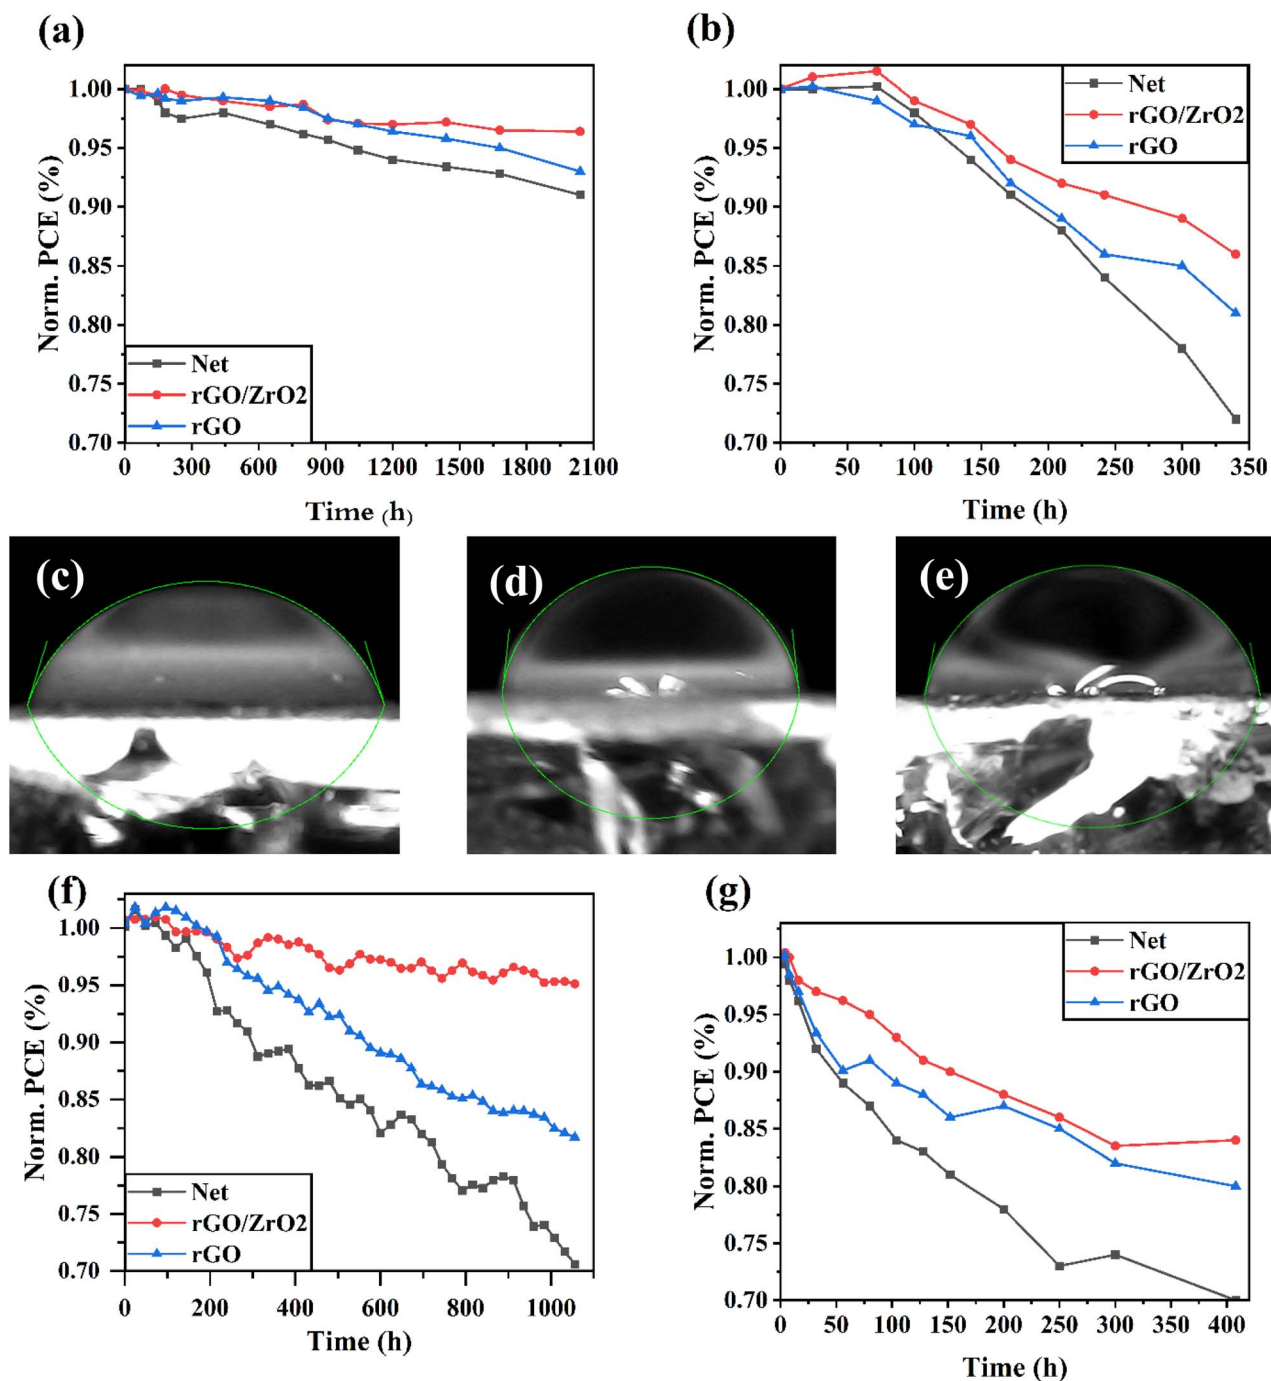 (a)
Norm. PCE (%)
1.00
0.95
0.90
0.85
0.80
0.75
0.70
Net
rGO/ZrO2
rGO
0 300 600 900 1200 1500 1800 2100
Time (h)
(b)
Norm. PCE (%)
1.00
0.95
0.90
0.85
0.80
0.75
0.70
Net
rGO/ZrO2
rGO
0 50 100 150 200 250 300 350
Time (h)
(c)
(d)
(e)
(f)
Norm. PCE (%)
1.00
0.95
0.90
0.85
0.80
0.75
0.70
Net
rGO/ZrO2
rGO
0 200 400 600 800 1000
Time (h)
(g)
Norm. PCE (%)
1.00
0.95
0.90
0.85
0.80
0.75
0.70
Net
rGO/ZrO2
rGO
0 50 100 150 200 250 300 350 400
Time (h)